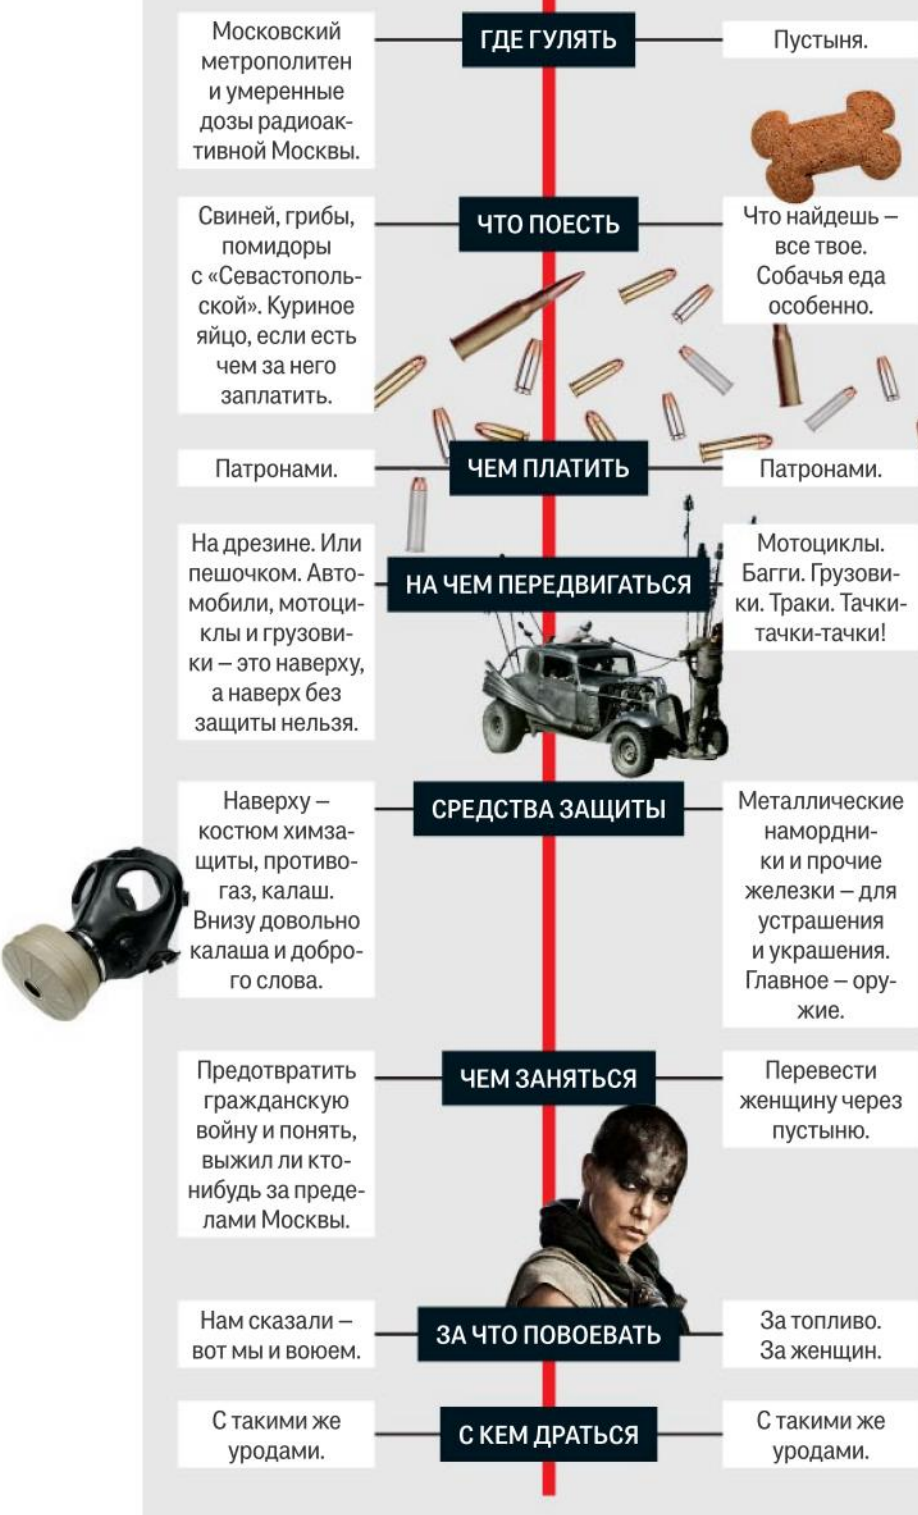 Московский
метрополитен
и умеренные
дозы радиоак-
тивной Москвы.
ГДЕ ГУЛЯТЬ
Пустыня.
Свиней, грибы,
помидоры
с «Севастополь-
ской». Куриное
яйцо, если есть
чем за него
заплатить.
ЧТО ПОЕСТЬ
Что найдешь –
все твое.
Собачья еда
особенно.
Патронами.
ЧЕМ ПЛАТИТЬ
Патронами.
На дрезине. Или
пешочком. Авто-
мобили, мотоци-
клы и грузови-
ки – это наверху,
а наверх без
защиты нельзя.
НА ЧЕМ ПЕРЕДВИГАТЬСЯ
Мотоциклы.
Багги. Грузови-
ки. Траки. Тачки-
тачки-тачки!
Наверху –
костюм химза-
щиты, противо-
газ, калаш.
Внизу довольно
калаша и добро-
го слова.
СРЕДСТВА ЗАЩИТЫ
Металлические
намордни-
ки и прочие
железки – для
устрашения
и украшения.
Главное – ору-
жие.
Предотвратить
гражданскую
войну и понять,
выжил ли кто-
нибудь за преде-
лами Москвы.
ЧЕМ ЗАНЯТЬСЯ
Перевести
женщину через
пустыню.
Нам сказали –
вот мы и воюем.
ЗА ЧТО ПОВОЕВАТЬ
За топливо.
За женщин.
С такими же
уродами.
С КЕМ ДРАТЬСЯ
С такими же
уродами.